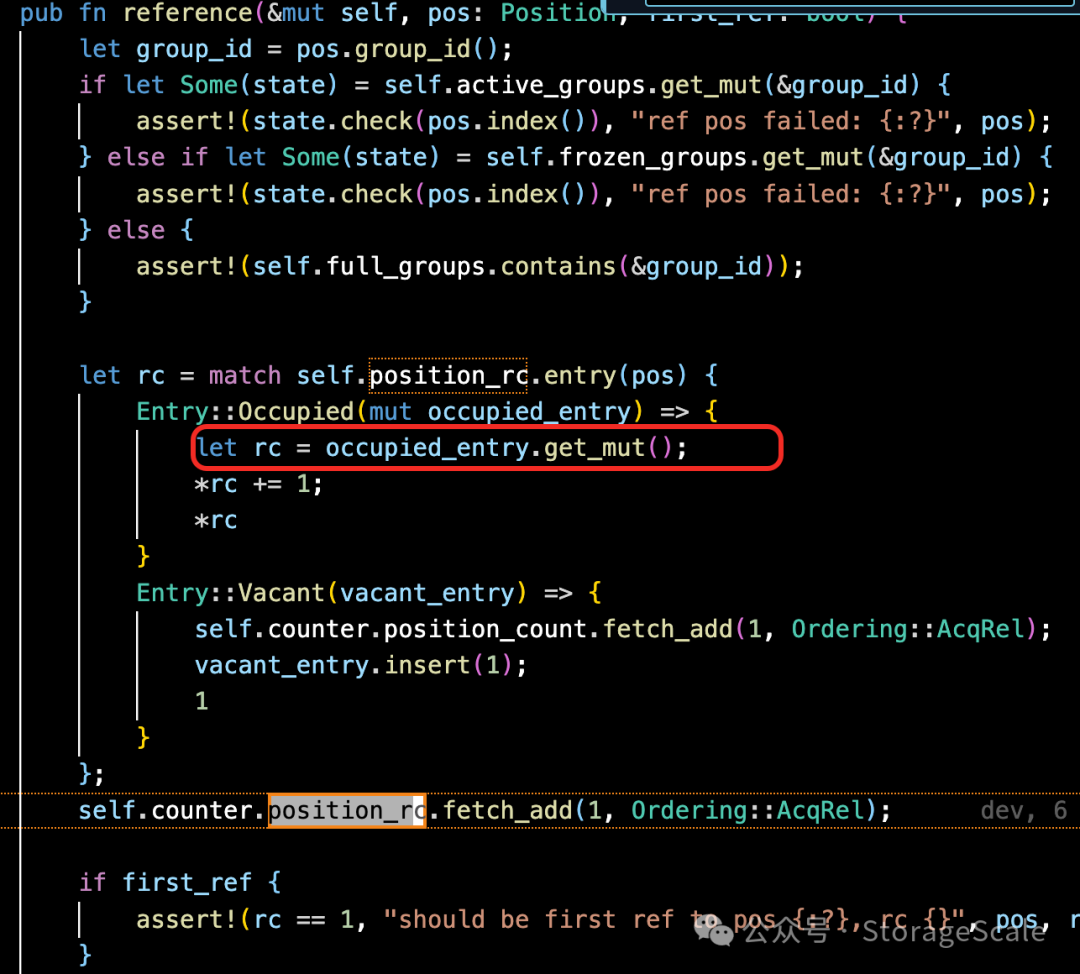 pub fn reference(&mut self, pos: Position, first_ref: bool) {
    let group_id = pos.group_id();
    if let Some(state) = self.active_groups.get_mut(&group_id) {
        assert!(state.check(pos.index()), "ref pos failed: {:?}", pos);
    } else if let Some(state) = self.frozen_groups.get_mut(&group_id) {
        assert!(state.check(pos.index()), "ref pos failed: {:?}", pos);
    } else {
        assert!(self.full_groups.contains(&group_id));
    }
    let rc = match self.position_rc.entry(pos) {
        Entry::Occupied(mut occupied_entry) => {
            let rc = occupied_entry.get_mut();
            *rc += 1;
            *rc
        }
        Entry::Vacant(vacant_entry) => {
            self.counter.position_count.fetch_add(1, Ordering::AcqRel);
            vacant_entry.insert(1);
            1
        }
    };
    self.counter.position_rc.fetch_add(1, Ordering::AcqRel); dev, 6
    if first_ref {
        assert!(rc == 1, "should be first ref to pos {:?}, rc {}", pos, r
    }
公众号 · StorageScale